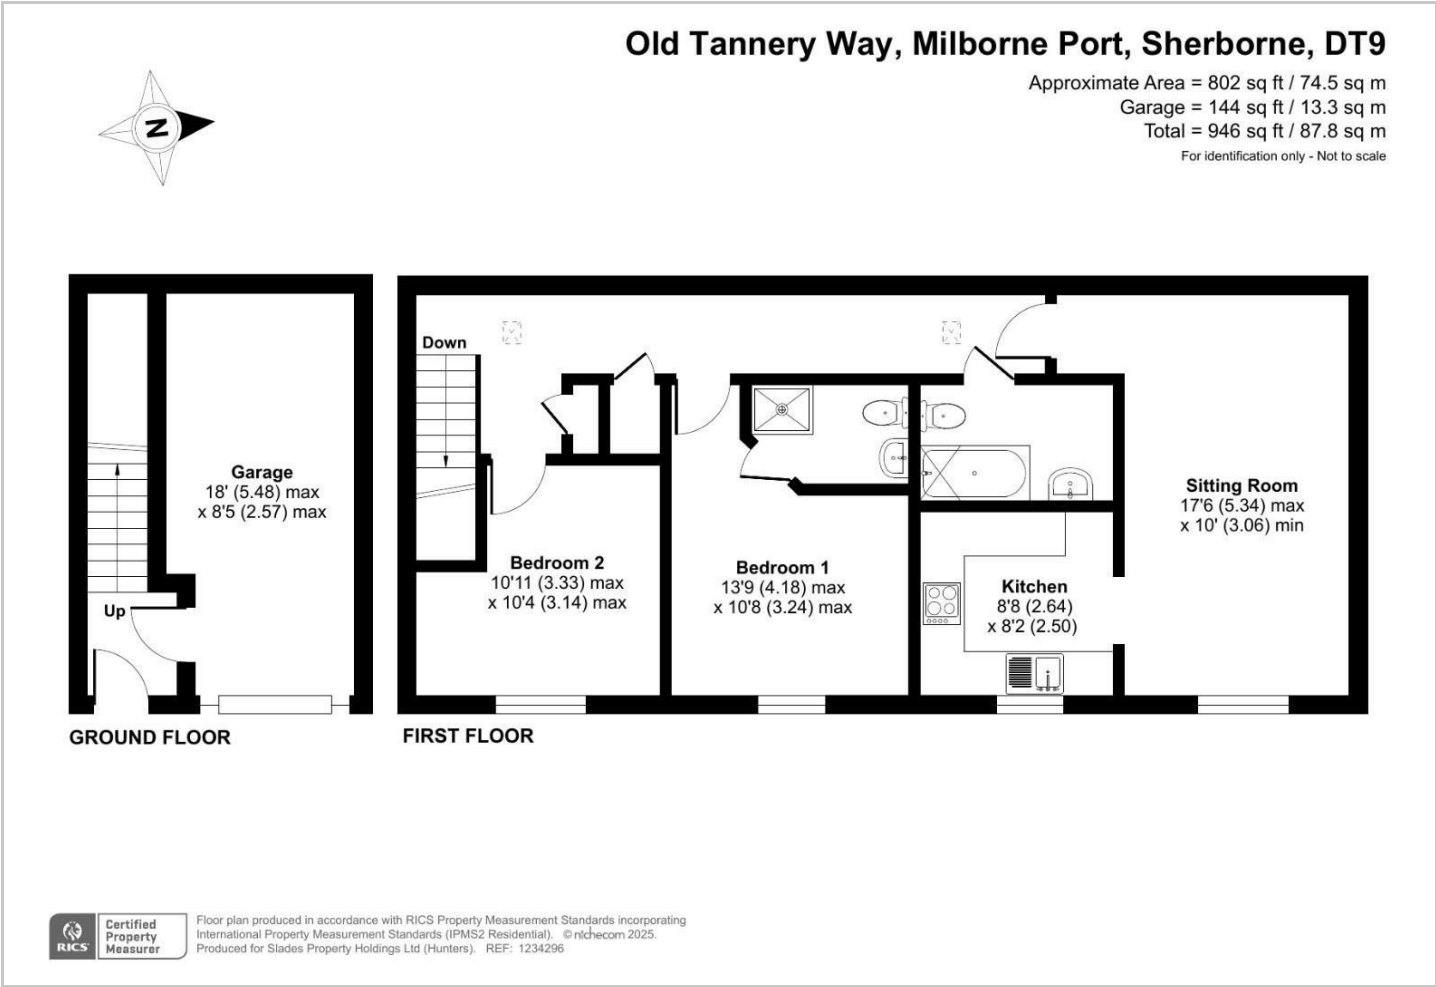 Old Tannery Way, Milborne Port, Sherborne, DT9
Approximate Area = 802 sq ft / 74.5 sq m
Garage = 144 sq ft / 13.3 sq m
Total = 946 sq ft / 87.8 sq m
For identification only - Not to scale
N
Garage
18' (5.48) max
x 8'5 (2.57) max
Up
GROUND FLOOR
Down
Bedroom 2
10'11 (3.33) max
x 10'4 (3.14) max
Bedroom 1
13'9 (4.18) max
x 10'8 (3.24) max
Kitchen
8'8 (2.64)
x 8'2 (2.50)
Sitting Room
17'6 (5.34) max
x 10' (3.06) min
FIRST FLOOR
RICS
Certified
Property
Measurer
Floor plan produced in accordance with RICS Property Measurement Standards incorporating
International Property Measurement Standards (IPMS2 Residential). © nichecom 2025.
Produced for Slades Property Holdings Ltd (Hunters). REF: 1234296